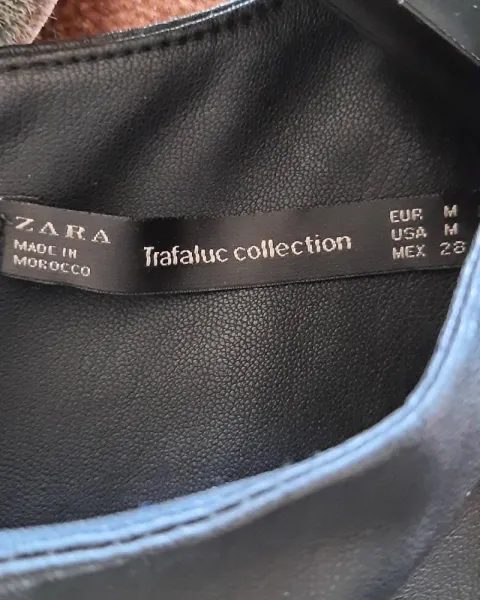 ZARA
MADE IN
MOROCCO
Trafaluc collection
EUR M
USA M
MEX 28